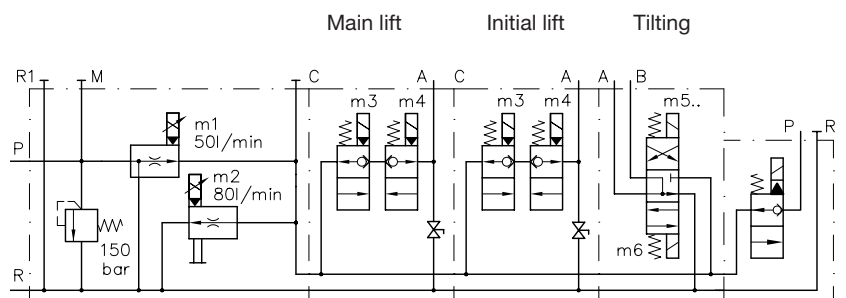 Main lift Initial lift Tilting
R1 M C A C A A B
m3 m4 m3 m4 m5..
m1
50l/min
P R
P
m2
80l/min
150
bar
m6
R